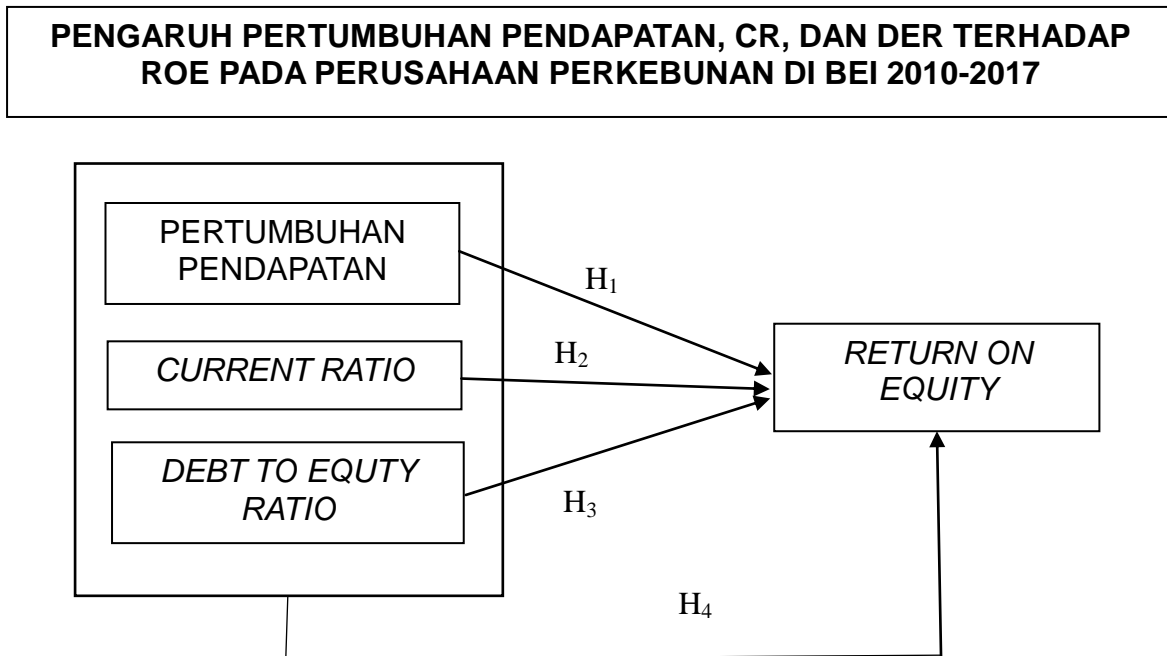 PENGARUH PERTUMBUHAN PENDAPATAN, CR, DAN DER TERHADAP
ROE PADA PERUSAHAAN PERKEBUNAN DI BEI 2010-2017
PERTUMBUHAN
PENDAPATAN
H₁
CURRENT RATIO
H₂
RETURN ON
EQUITY
DEBT TO EQUTY
RATIO
H₃
H₄